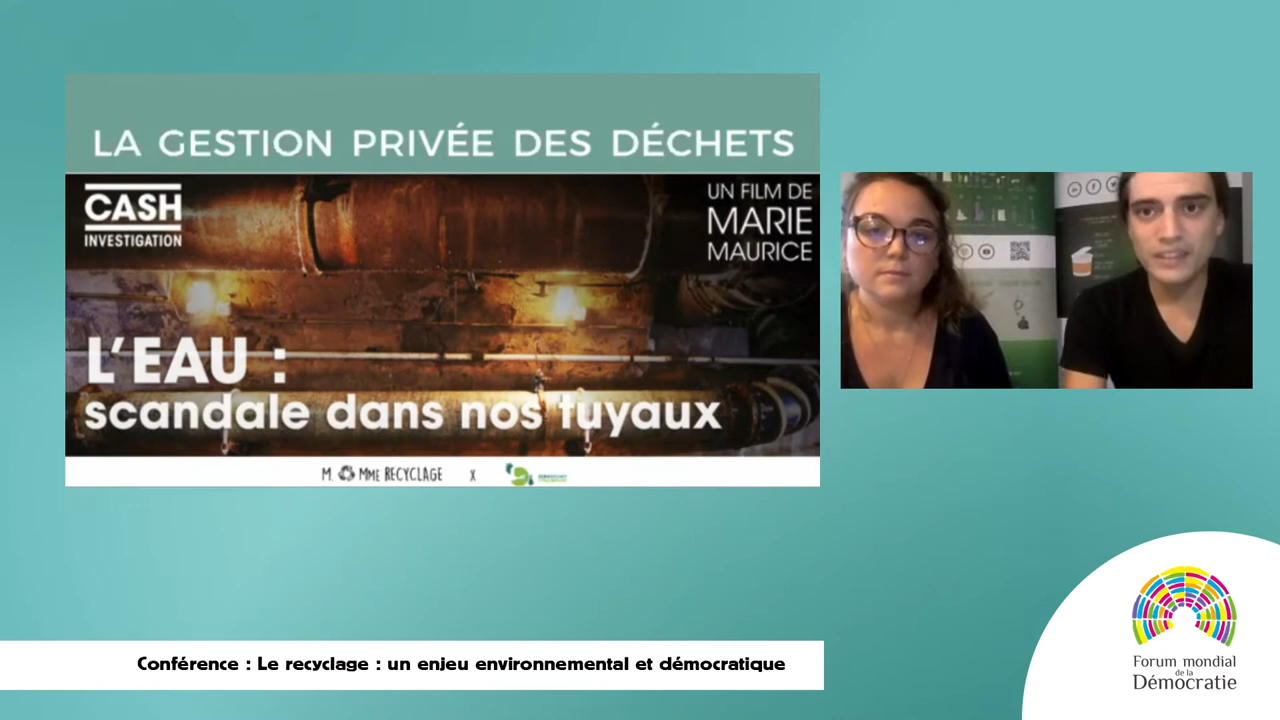 LA GESTION PRIVÉE DES DÉCHETS
CASH
INVESTIGATION
UN FILM DE
MARIE
MAURICE
L'EAU :
scandale dans nos tuyaux
M. MME RECYCLAGE X
Conférence : Le recyclage : un enjeu environnemental et démocratique
Forum mondial
de la
Démocratie